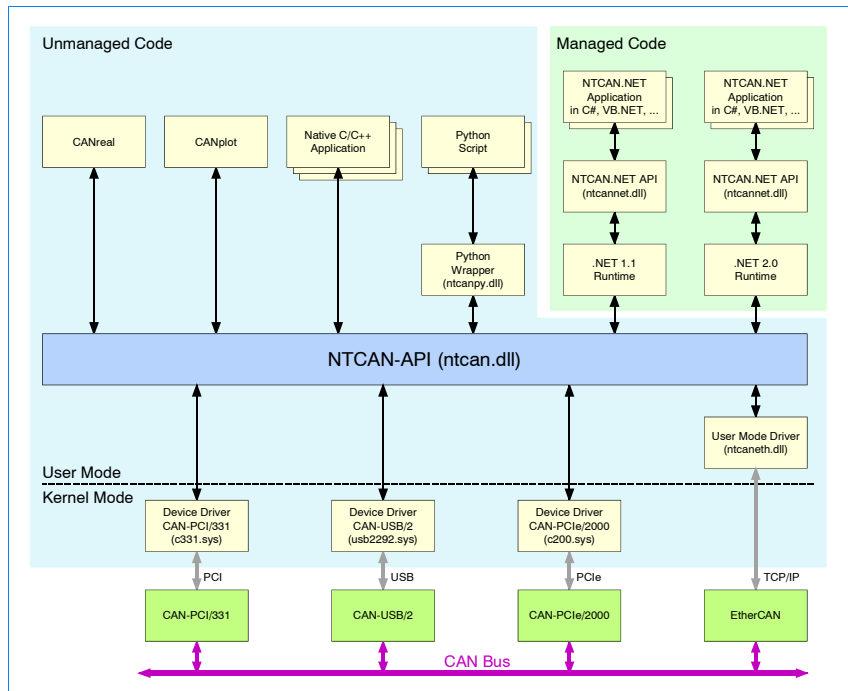 Unmanaged Code
Managed Code
NTCAN.NET
Application
in C#, VB.NET, ...
NTCAN.NET
Application
in C#, VB.NET, ...
CANreal
CANplot
Native C/C++
Application
Python
Script
NTCAN.NET API
(ntcannet.dll)
NTCAN.NET API
(ntcannet.dll)
Python
Wrapper
(ntcanpy.dll)
.NET 1.1
Runtime
.NET 2.0
Runtime
NTCAN-API (ntcan.dll)
User Mode Driver
(ntcaneth.dll)
User Mode
Kernel Mode
Device Driver
CAN-PCI/331
(c331.sys)
Device Driver
CAN-USB/2
(usb2292.sys)
Device Driver
CAN-PCIe/2000
(c200.sys)
PCI
USB
PCIe
TCP/IP
CAN-PCI/331
CAN-USB/2
CAN-PCIe/2000
EtherCAN
CAN Bus